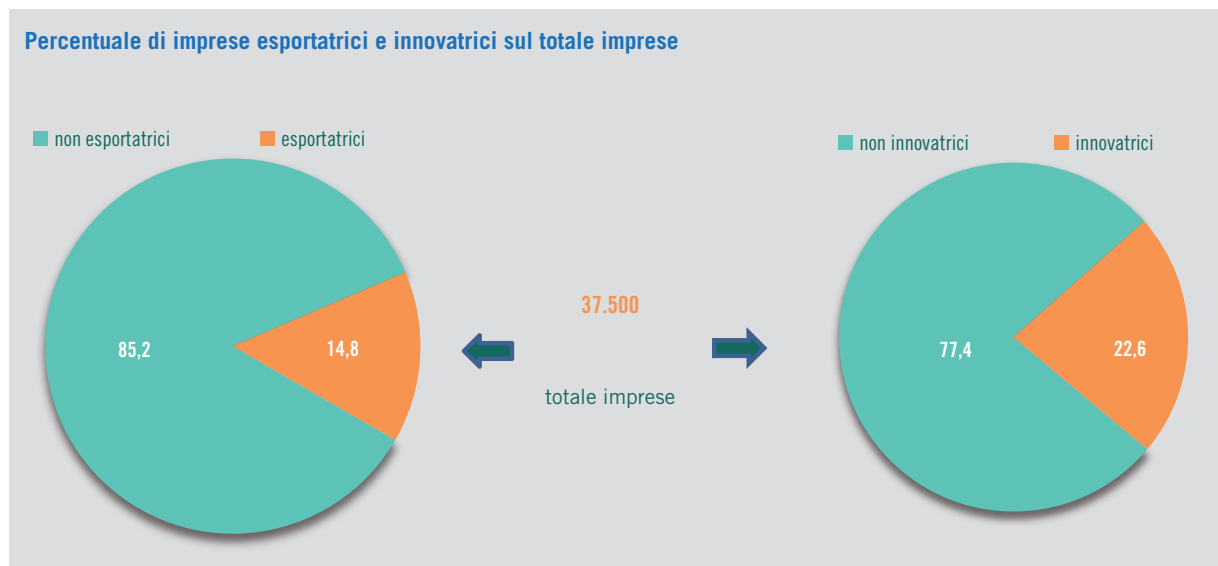 Percentuale di imprese esportatrici e innovatrici sul totale imprese
non esportatrici
esportatrici
85,2
14,8
37.500
totale imprese
non innovatrici
innovatrici
77,4
22,6